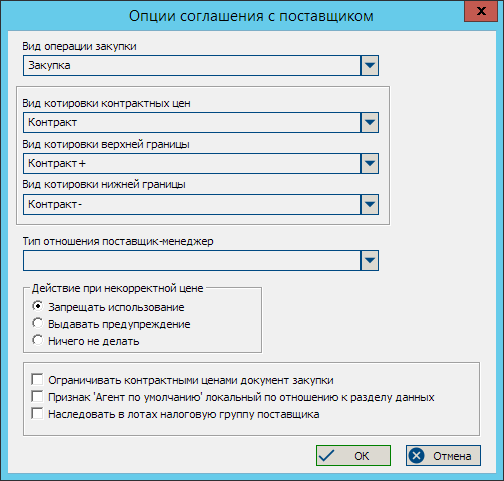 Опции соглашения с поставщиком
x
Вид операции закупки
Закупка
Вид котировки контрактных цен
Контракт
Вид котировки верхней границы
Контракт+
Вид котировки нижней границы
Контракт-
Тип отношения поставщик-менеджер
Действие при некорректной цене
Запрещать использование
Выдавать предупреждение
Ничего не делать
Ограничивать контрактными ценами документ закупки
Признак 'Агент по умолчанию' локальный по отношению к разделу данных
Наследовать в лотах налоговую группу поставщика
ОК
Отмена